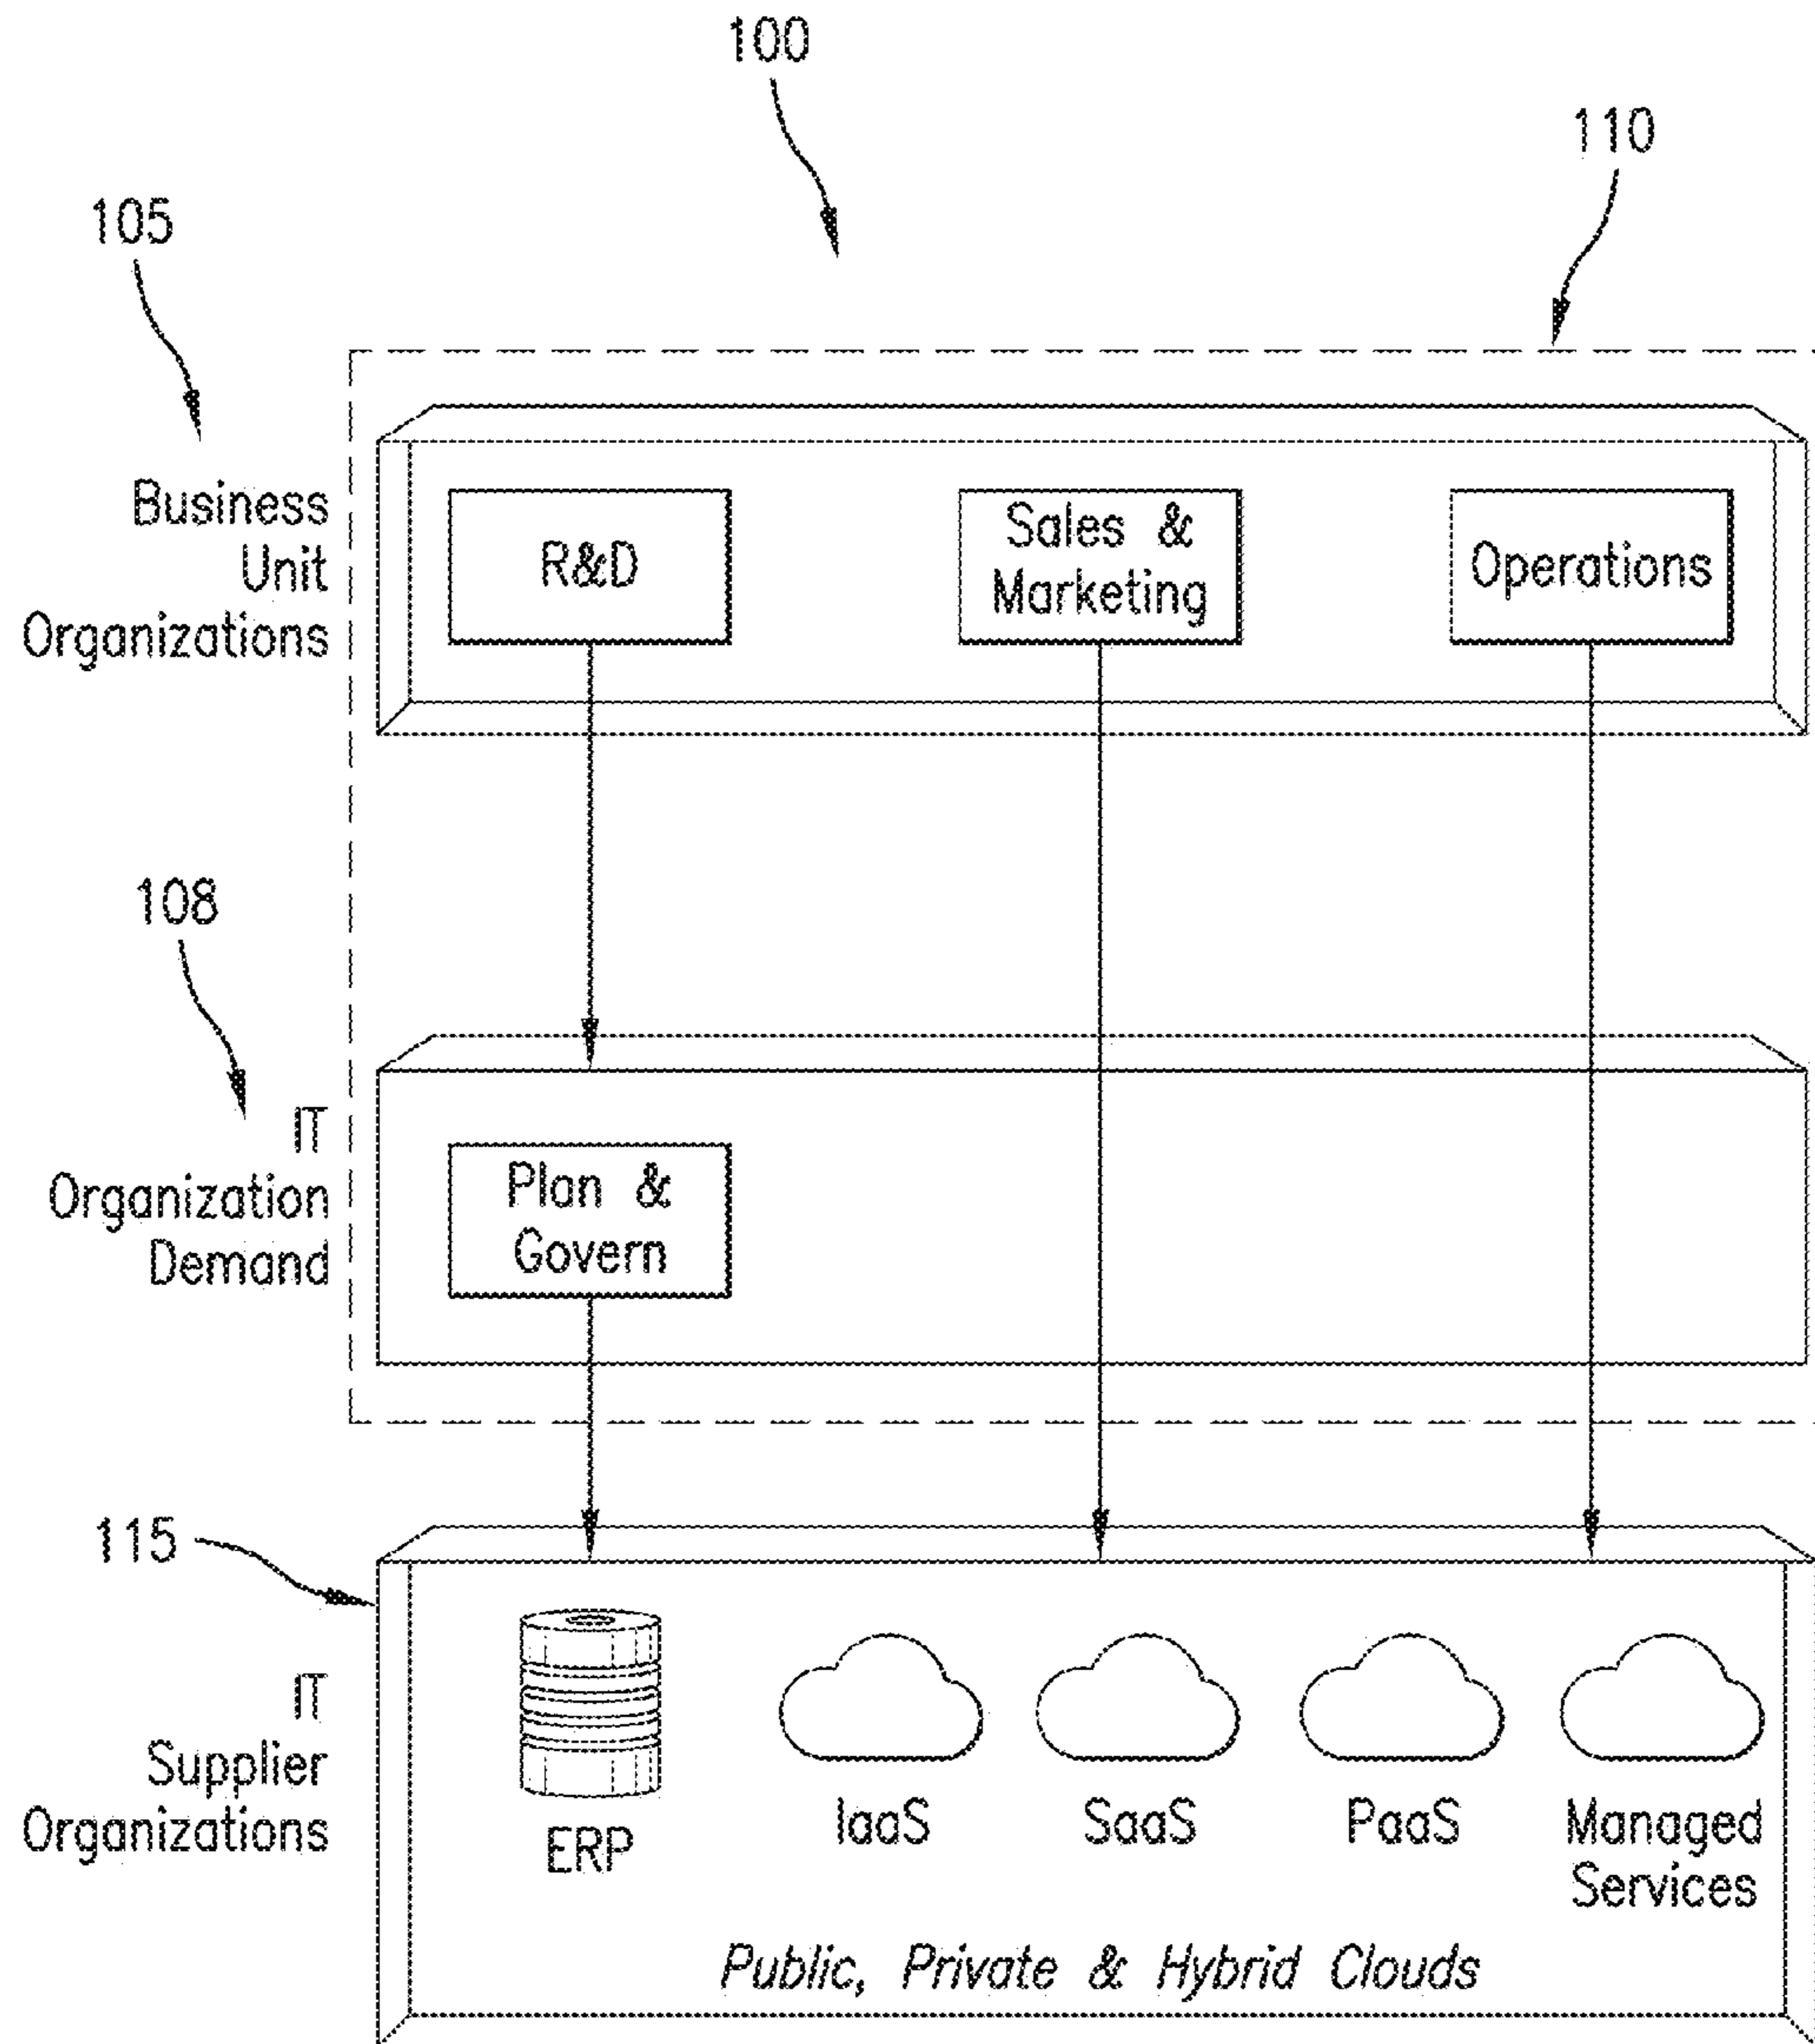 100
110
105
Business
Unit
Organizations
R&D
Sales &
Marketing
Operations
108
IT
Organization
Demand
Plan &
Govern
115
IT
Supplier
Organizations
ERP
IaaS
SaaS
PaaS
Managed
Services
Public, Private & Hybrid Clouds